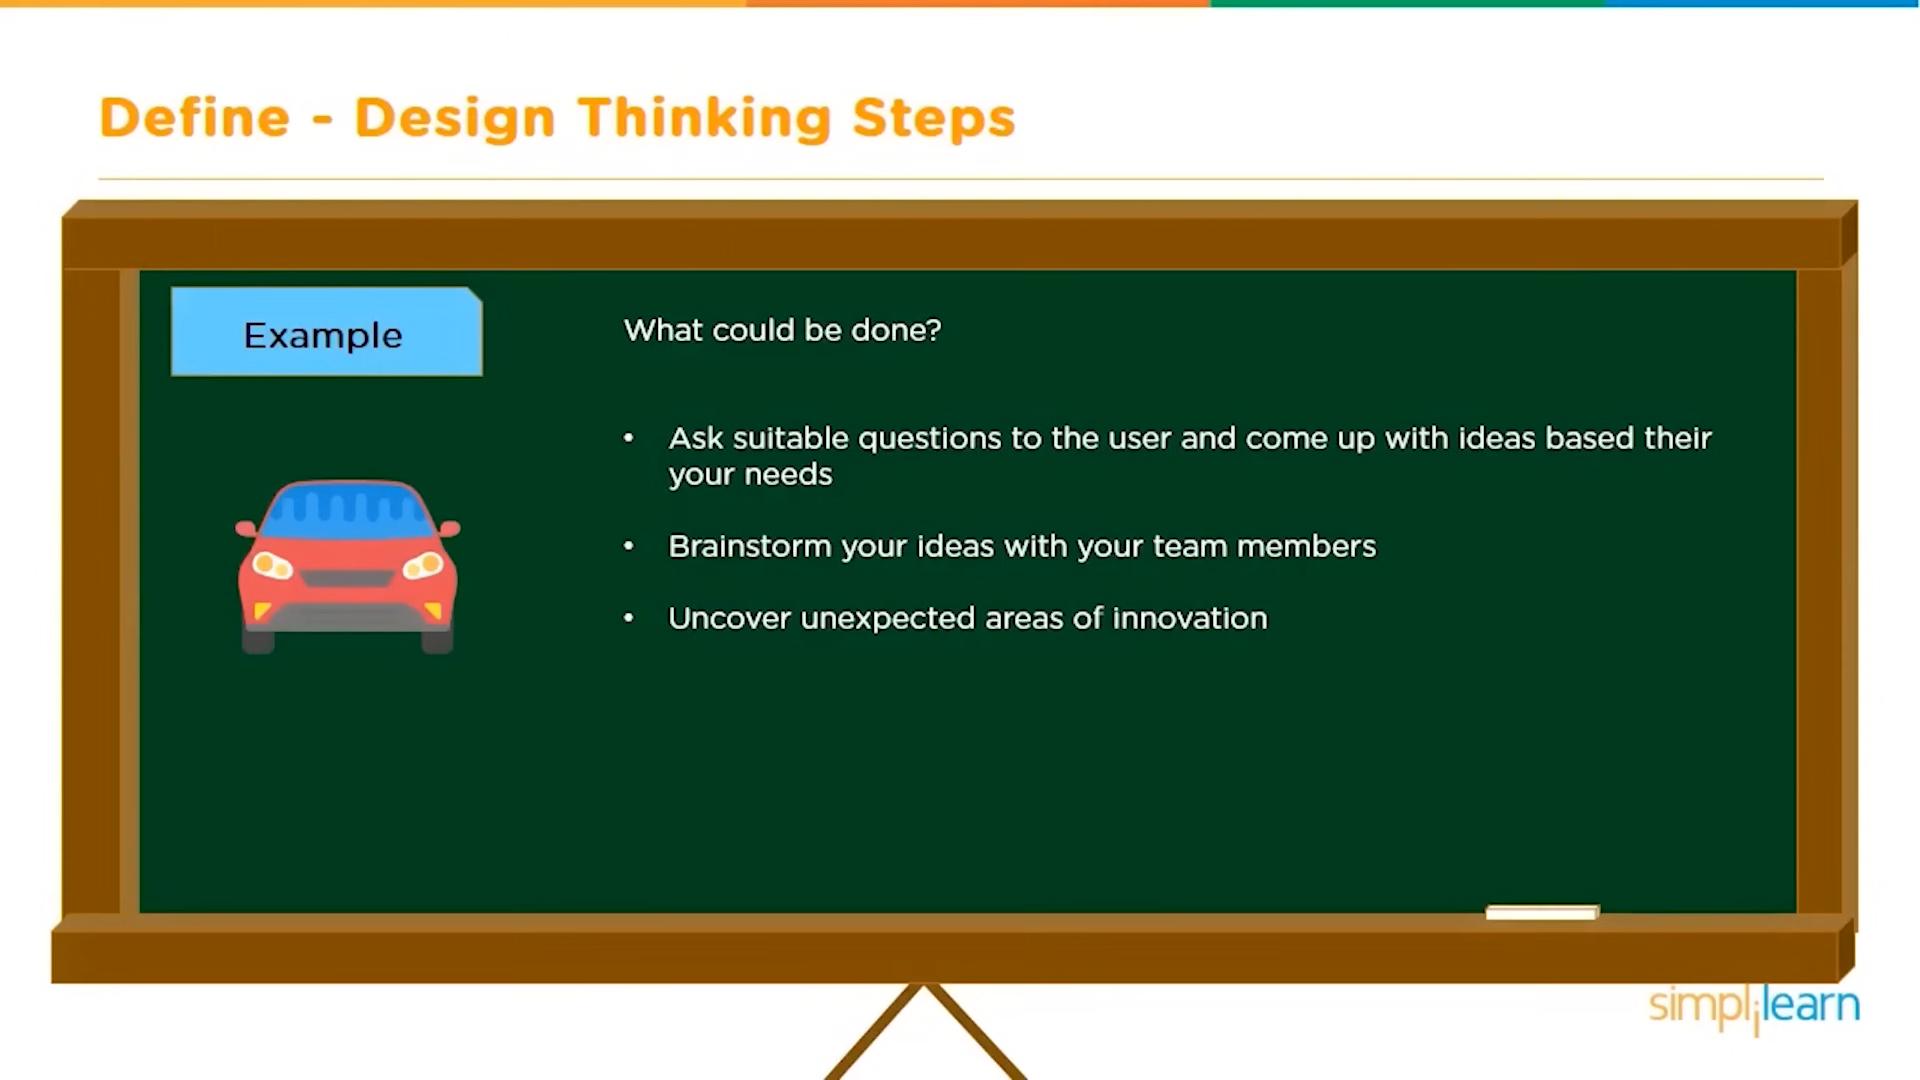 Define - Design Thinking Steps
Example
What could be done?
• Ask suitable questions to the user and come up with ideas based their
your needs
• Brainstorm your ideas with your team members
• Uncover unexpected areas of innovation
simplilearn